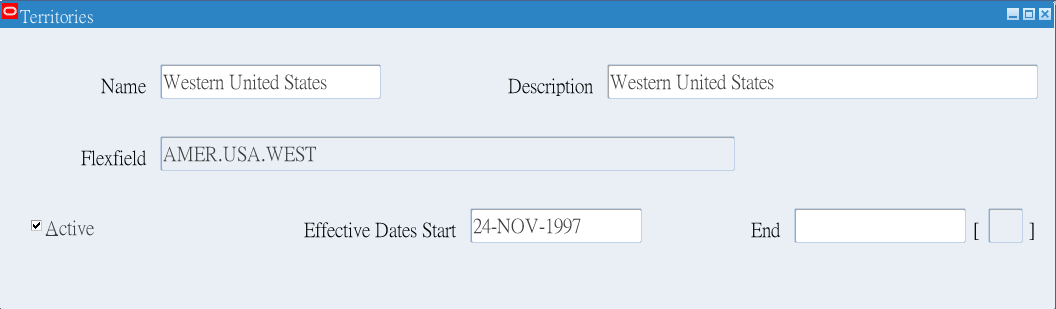 Territories
Name Western United States Description Western United States
Flexfield AMER.USA.WEST
Active Effective Dates Start 24-NOV-1997 End [ ]